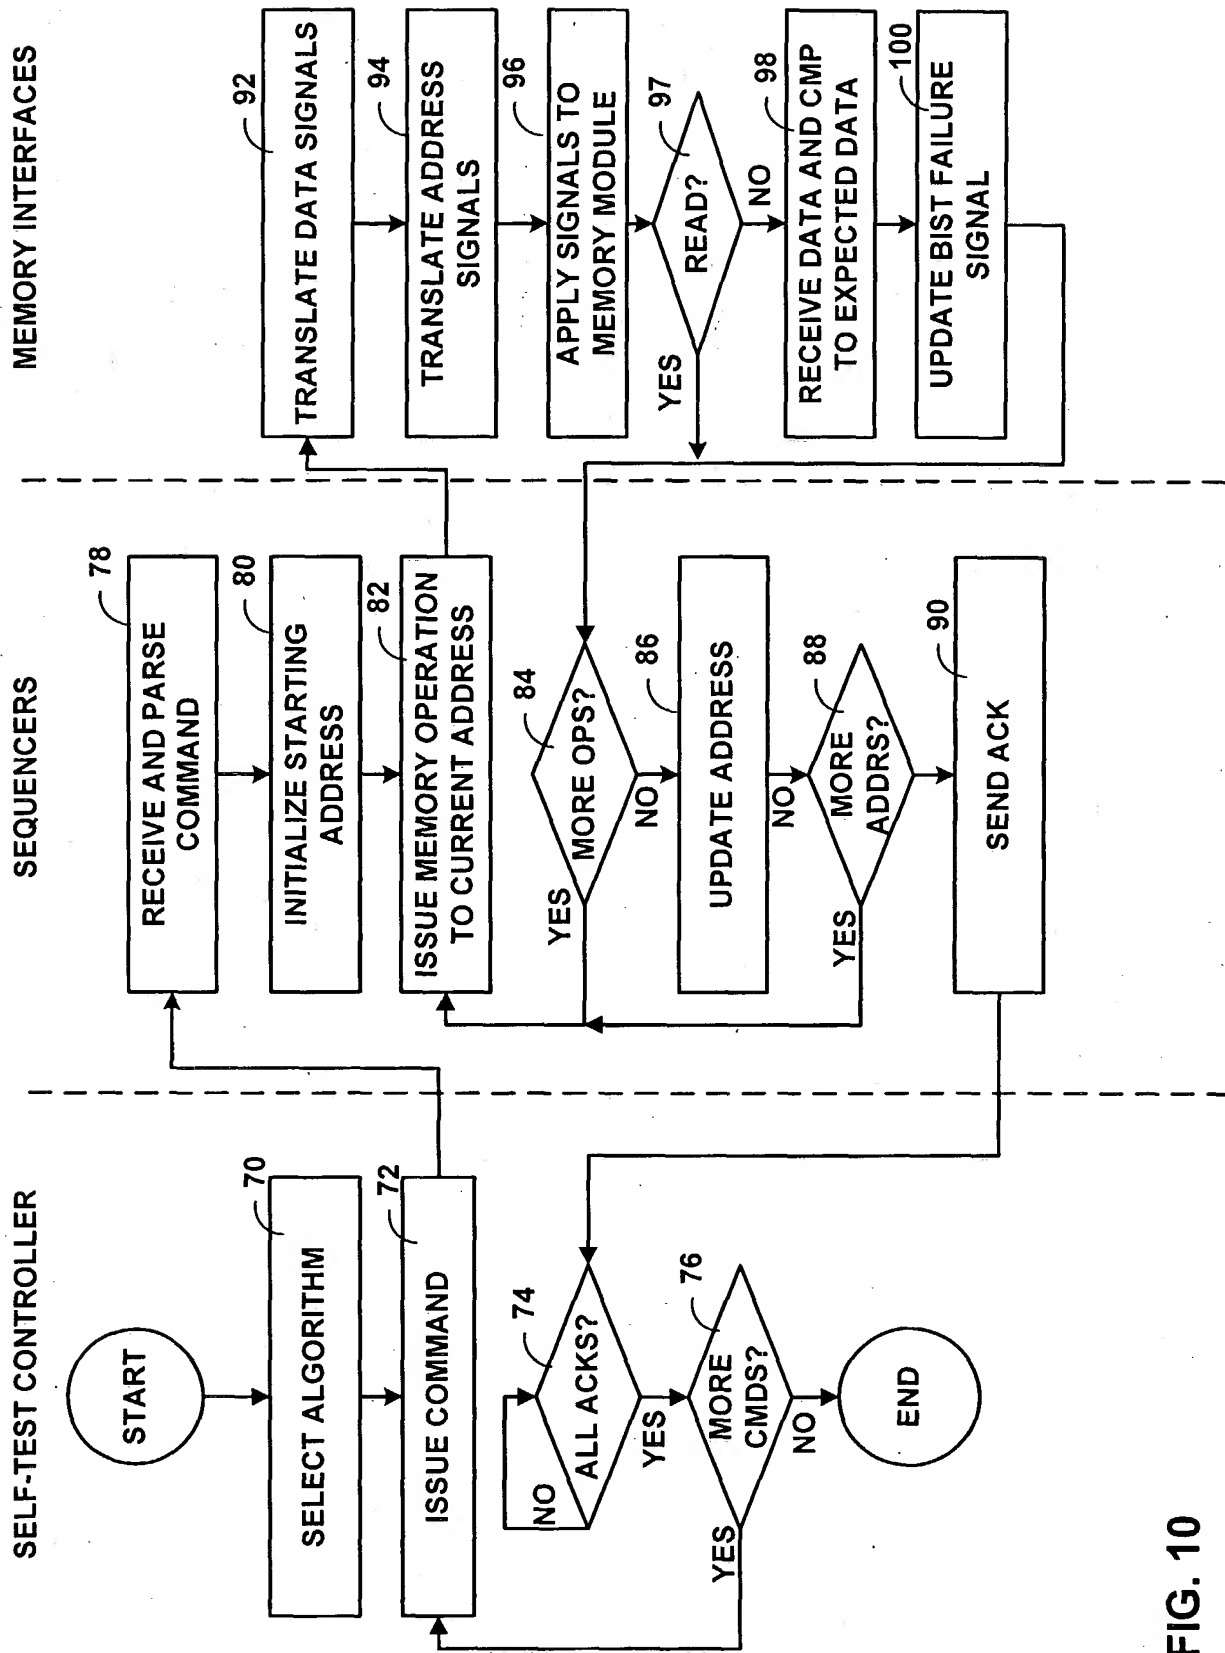 SELF-TEST CONTROLLER
START
70
SELECT ALGORITHM
72
ISSUE COMMAND
74
ALL ACKS?
NO
YES
76
MORE
CMDS?
YES
NO
END
SEQUENCERS
78
RECEIVE AND PARSE
COMMAND
80
INITIALIZE STARTING
ADDRESS
82
ISSUE MEMORY OPERATION
TO CURRENT ADDRESS
84
MORE OPS?
YES
NO
86
UPDATE ADDRESS
NO
88
MORE
ADDRS?
YES
90
SEND ACK
MEMORY INTERFACES
92
TRANSLATE DATA SIGNALS
94
TRANSLATE ADDRESS
SIGNALS
96
APPLY SIGNALS TO
MEMORY MODULE
97
READ?
YES
NO
98
RECEIVE DATA AND CMP
TO EXPECTED DATA
100
UPDATE BIST FAILURE
SIGNAL
FIG. 10